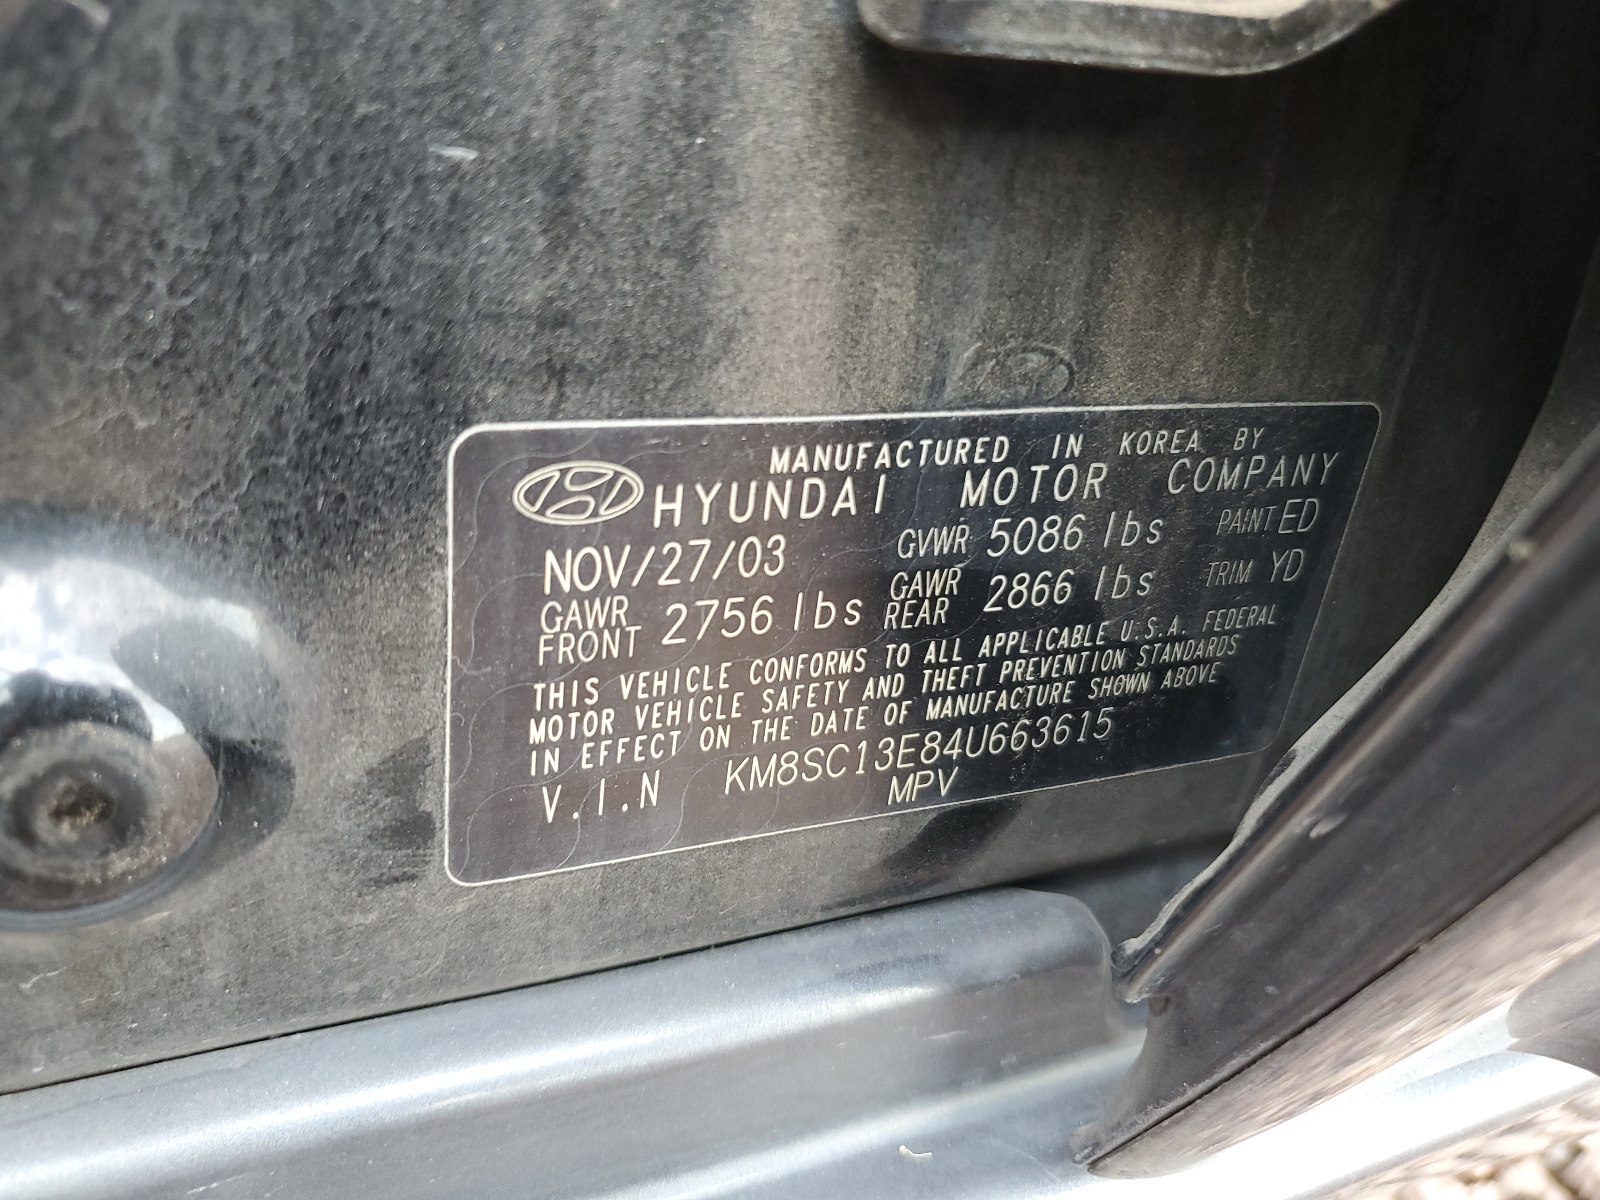 MANUFACTURED IN KOREA BY
HYUNDAI MOTOR COMPANY
NOV/27/03 GVWR 5086 lbs PAINT ED
GAWR FRONT 2756 lbs GAWR REAR 2866 lbs TRIM YD
THIS VEHICLE CONFORMS TO ALL APPLICABLE U.S.A. FEDERAL
MOTOR VEHICLE SAFETY AND THEFT PREVENTION STANDARDS
IN EFFECT ON THE DATE OF MANUFACTURE SHOWN ABOVE
V.I.N KM8SC13E84U663615
MPV